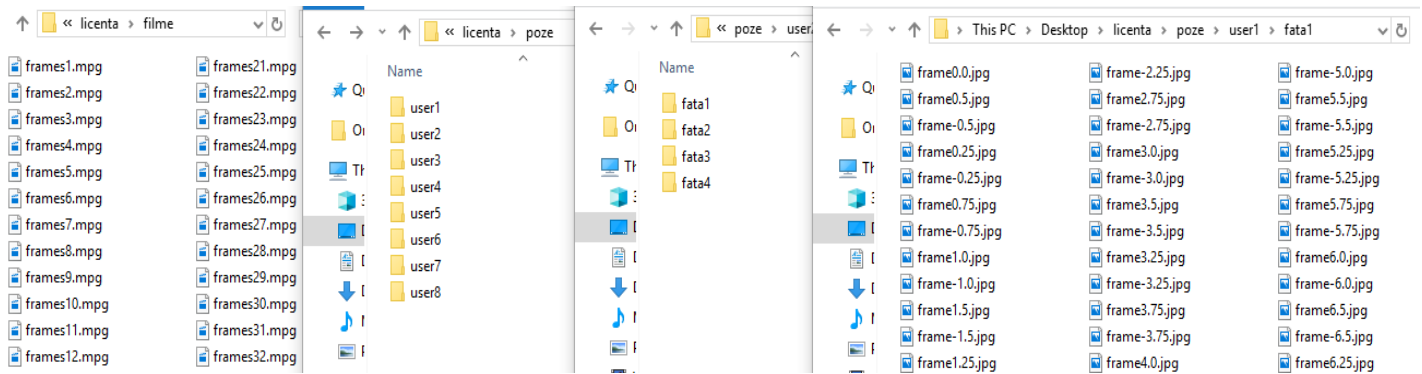 « licenta › filme
frames1.mpg
frames2.mpg
frames3.mpg
frames4.mpg
frames5.mpg
frames6.mpg
frames7.mpg
frames8.mpg
frames9.mpg
frames10.mpg
frames11.mpg
frames12.mpg
frames21.mpg
frames22.mpg
frames23.mpg
frames24.mpg
frames25.mpg
frames26.mpg
frames27.mpg
frames28.mpg
frames29.mpg
frames30.mpg
frames31.mpg
frames32.mpg
« licenta › poze
Name
user1
user2
user3
user4
user5
user6
user7
user8
« poze ›
Name
fata1
fata2
fata3
fata4
› This PC › Desktop › licenta › poze › user1 › fata1
frame0.0.jpg
frame0.5.jpg
frame-0.5.jpg
frame0.25.jpg
frame-0.25.jpg
frame0.75.jpg
frame-0.75.jpg
frame1.0.jpg
frame-1.0.jpg
frame1.5.jpg
frame-1.5.jpg
frame1.25.jpg
frame-2.25.jpg
frame2.75.jpg
frame-2.75.jpg
frame3.0.jpg
frame-3.0.jpg
frame3.5.jpg
frame-3.5.jpg
frame3.25.jpg
frame-3.25.jpg
frame3.75.jpg
frame-3.75.jpg
frame4.0.jpg
frame-5.0.jpg
frame5.5.jpg
frame-5.5.jpg
frame5.25.jpg
frame-5.25.jpg
frame5.75.jpg
frame-5.75.jpg
frame6.0.jpg
frame-6.0.jpg
frame6.5.jpg
frame-6.5.jpg
frame6.25.jpg